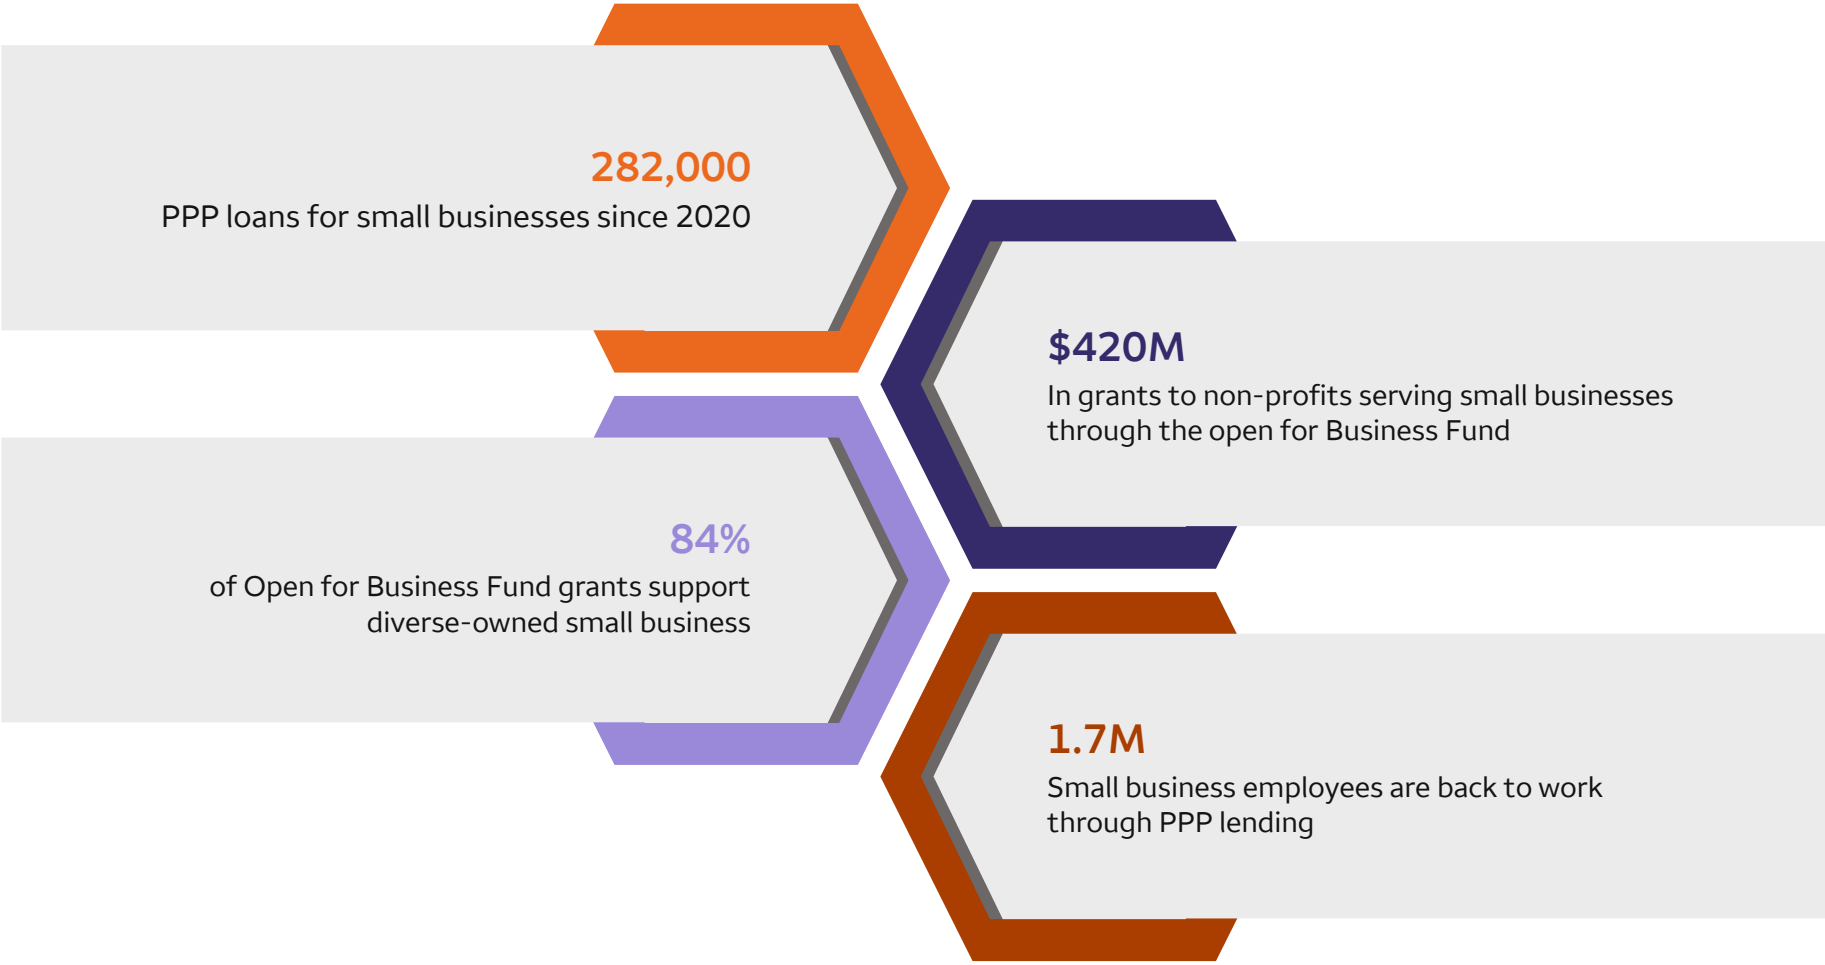 282,000
PPP loans for small businesses since 2020
$420M
In grants to non-profits serving small businesses
through the open for Business Fund
84%
of Open for Business Fund grants support
diverse-owned small business
1.7M
Small business employees are back to work
through PPP lending